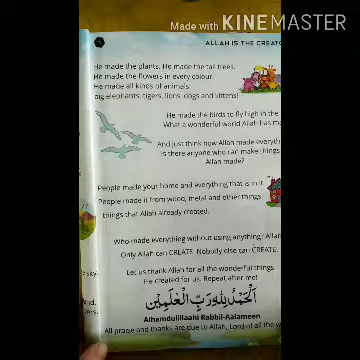 Made with
KINEMASTER
ALLAH IS THE CREATO
He made the plants. He made the tall trees.
He made the flowers in every colour.
He made all kinds of animals
big elephants, tigers, lions, dogs and kittens!
He made the birds to fly high in the
What a wonderful world Allah has ma
And just think how Allah made everyth
Is there anyone who can make things
Allah made?
People made your home and everything that is in it.
People made it from wood, metal and other things
things that Allah already created.
Who made everything without using anything? Allah
Only Allah can CREATE. Nobody else can CREATE.
e sky.
Let us thank Allah for all the wonderful things
He created for us. Repeat after me!
and.
vers.
اَلْحَمْدُ لِلّٰهِ رَبِّ الْعٰلَمِيْنَ
Alhamdulillaahi Rabbil-Aalameen
All praise and thanks are due to Allah, Lord of all the w